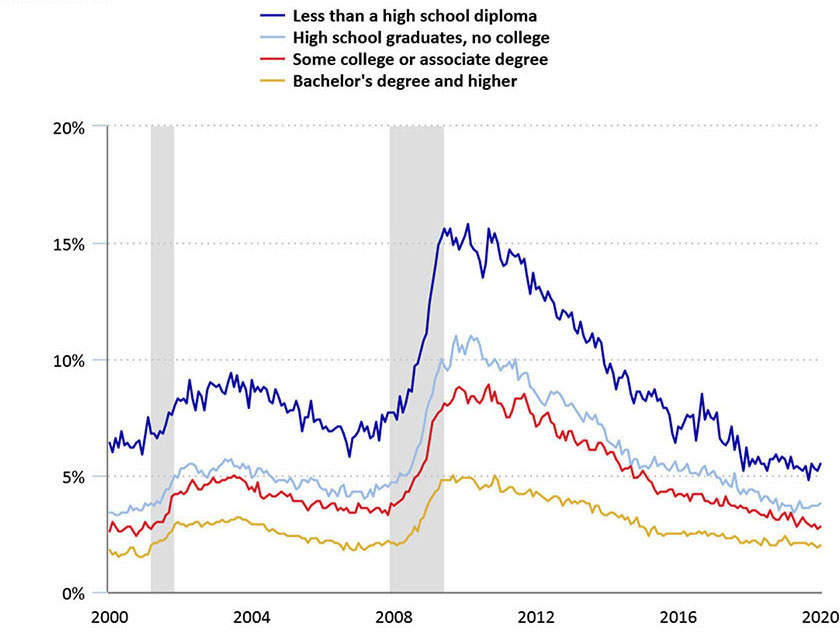 Less than a high school diploma
High school graduates, no college
Some college or associate degree
Bachelor's degree and higher
20%
15%
10%
5%
0%
2000 2004 2008 2012 2016 2020